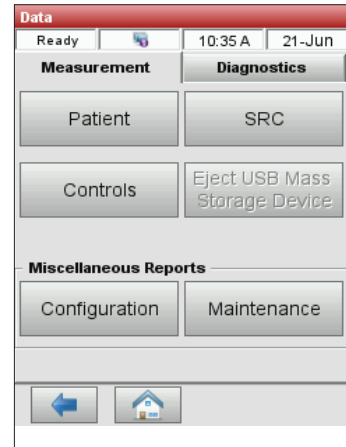 Data
Ready 10:35 A 21-Jun
Measurement Diagnostics
Patient SRC
Controls Eject USB Mass
Storage Device
Miscellaneous Reports
Configuration Maintenance